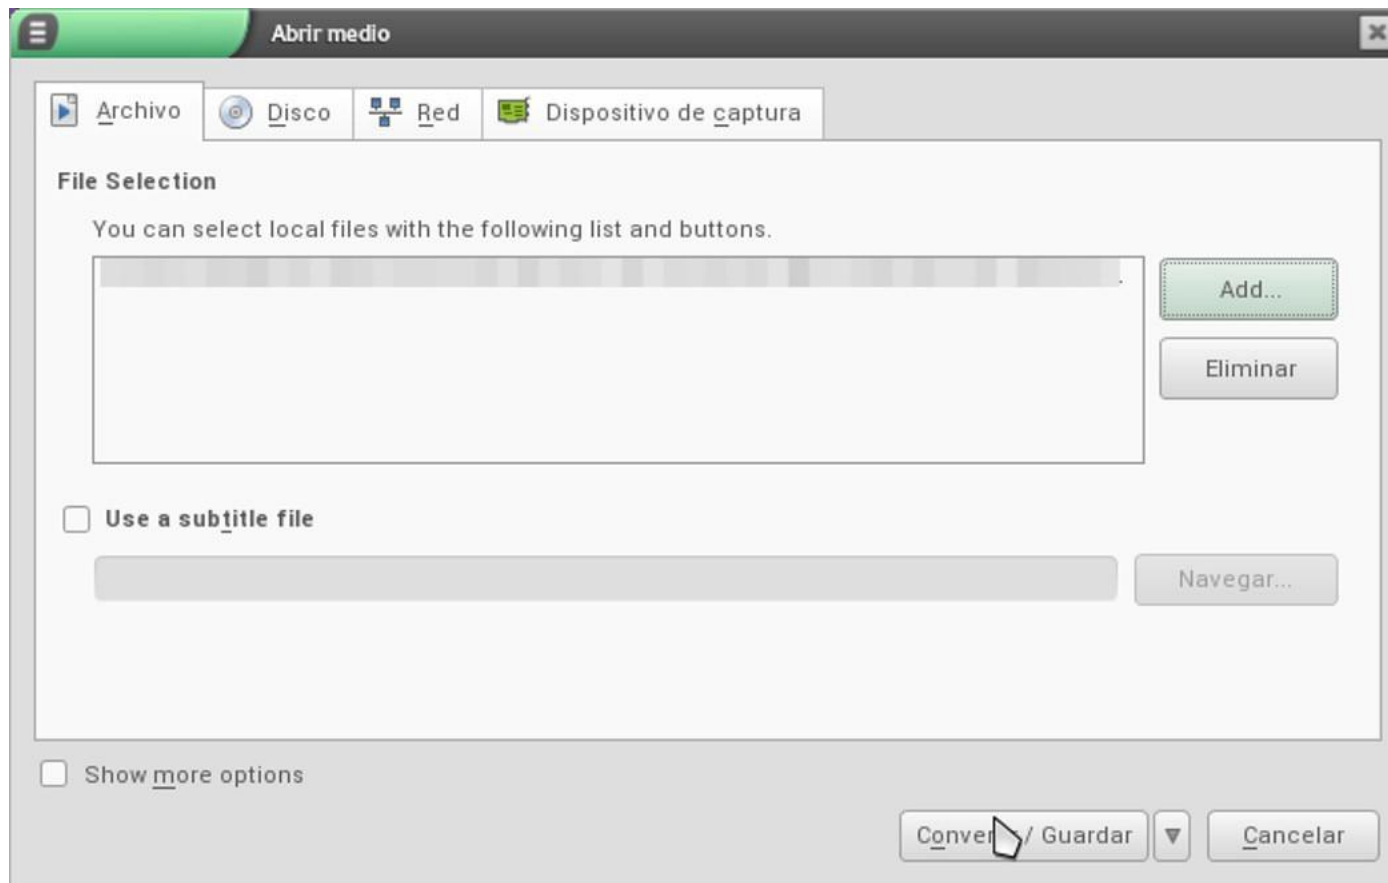 Abrir medio
Archivo Disco Red Dispositivo de captura
File Selection
You can select local files with the following list and buttons.
Add...
Eliminar
Use a subtitle file
Navegar...
Show more options
/ Guardar Cancelar